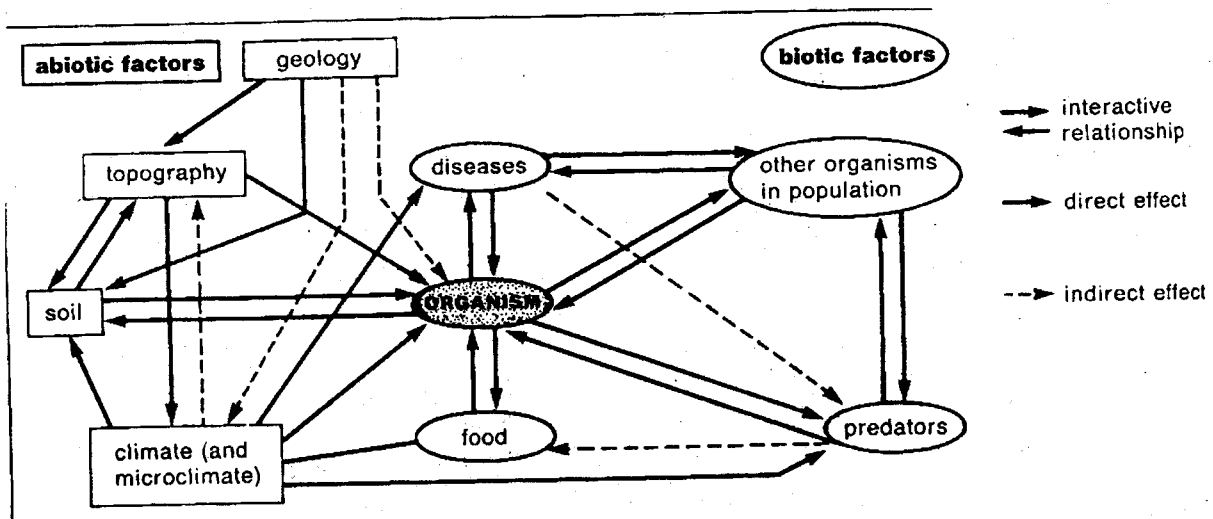 abiotic factors
geology
biotic factors
interactive
relationship
topography
diseases
other organisms
in population
direct effect
soil
ORGANISM
indirect effect
climate (and
microclimate)
food
predators